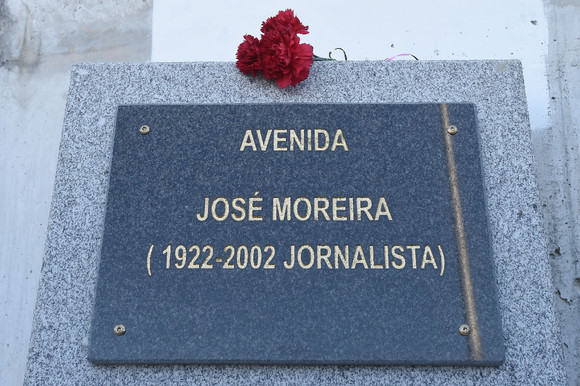 AVENIDA
JOSÉ MOREIRA
( 1922-2002 JORNALISTA)